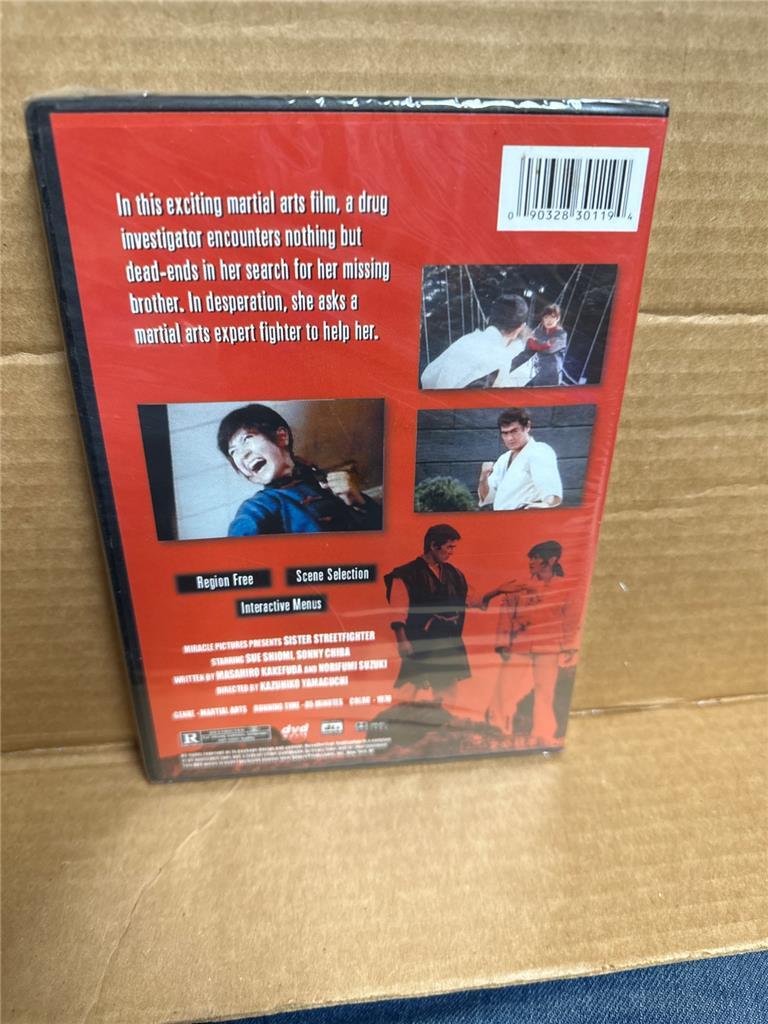 In this exciting martial arts film, a drug
investigator encounters nothing but
dead-ends in her search for her missing
brother. In desperation, she asks a
martial arts expert fighter to help her.
0 90328 30119 4
Region Free
Scene Selection
Interactive Menus
MIRACLE PICTURES PRESENTS SISTER STREETFIGHTER
STARRING SUE SHIOMI, SONNY CHIBA
WRITTEN BY MASAHIRO KAKEFUDA AND NORIFUMI SUZUKI
DIRECTED BY KAZUHIKO YAMAGUCHI
GENRE - MARTIAL ARTS RUNNING TIME - 85 MINUTES COLOR -
R
DVD
dts